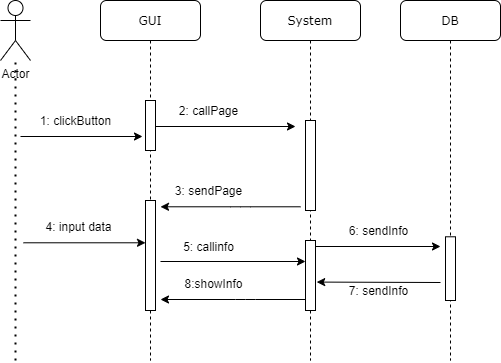 GUI
System
DB
Actor
1: clickButton
2: callPage
3: sendPage
4: input data
5: callinfo
6: sendInfo
7: sendInfo
8:showInfo